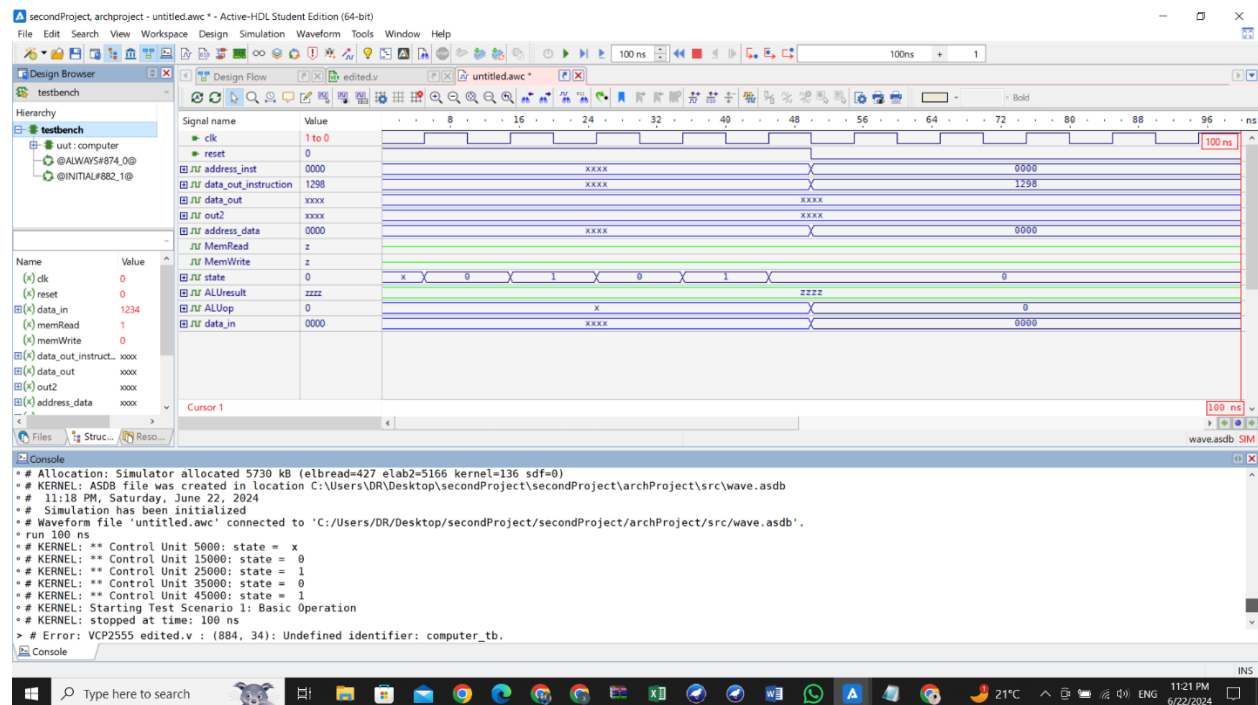 secondProject, archproject - untitled.awc * - Active-HDL Student Edition (64-bit)
File Edit Search View Workspace Design Simulation Waveform Tools Window Help
100 ns
100ns + 1
Design Browser
testbench
Hierarchy
testbench
uut : computer
@ALWAYS#874_0@
@INITIAL#882_1@
Name Value
clk 0
reset 0
data_in 1234
memRead 1
memWrite 0
data_out_instruct... xxxx
data_out xxxx
out2 xxxx
address_data xxxx
Files Struc... Reso...
Design Flow edited.v untitled.awc *
Bold
Signal name Value 8 16 24 32 40 48 56 64 72 80 88 96 ns
clk 1 to 0 100 ns
reset 0
address_inst 0000 xxxx 0000
data_out_instruction 1298 xxxx 1298
data_out xxxx xxxx
out2 xxxx xxxx
address_data 0000 xxxx 0000
MemRead z
MemWrite z
state 0 x 0 1 0 1 0
ALUresult zzzz zzzz
ALUop 0 x 0
data_in 0000 xxxx 0000
Cursor 1 100 ns
wave.asdb SIM
Console
# Allocation: Simulator allocated 5730 kB (elbread=427 elab2=5166 kernel=136 sdf=0)
# KERNEL: ASDB file was created in location C:\Users\DR\Desktop\secondProject\secondProject\archProject\src\wave.asdb
# 11:18 PM, Saturday, June 22, 2024
# Simulation has been initialized
# Waveform file 'untitled.awc' connected to 'C:/Users/DR/Desktop/secondProject/secondProject/archProject/src/wave.asdb'.
run 100 ns
# KERNEL: ** Control Unit 5000: state = x
# KERNEL: ** Control Unit 15000: state = 0
# KERNEL: ** Control Unit 25000: state = 1
# KERNEL: ** Control Unit 35000: state = 0
# KERNEL: ** Control Unit 45000: state = 1
# KERNEL: Starting Test Scenario 1: Basic Operation
# KERNEL: stopped at time: 100 ns
> # Error: VCP2555 edited.v : (884, 34): Undefined identifier: computer_tb.
Console
INS
Type here to search
21°C ENG 11:21 PM
6/22/2024